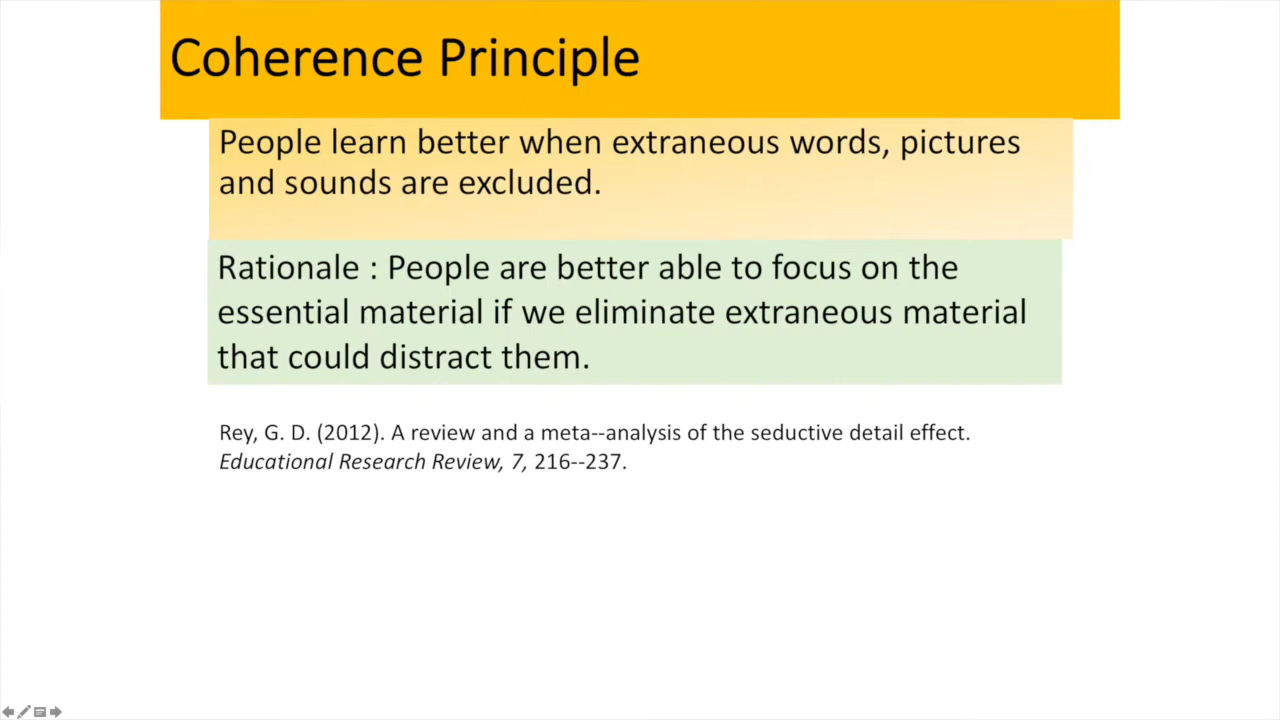 Coherence Principle
People learn better when extraneous words, pictures
and sounds are excluded.
Rationale : People are better able to focus on the
essential material if we eliminate extraneous material
that could distract them.
Rey, G. D. (2012). A review and a meta--analysis of the seductive detail effect.
Educational Research Review, 7, 216--237.